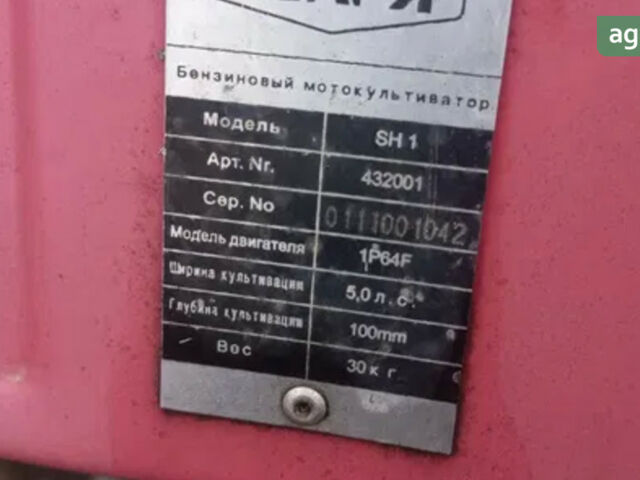 ag
Бензиновый мотокультиватор
Модель SH 1
Арт. Nr. 432001
Сер. No 0111001042
Модель двигателя 1P64F
Ширина культивации 5,0 л.с.
Глубина культивации 100mm
Вес 30кг